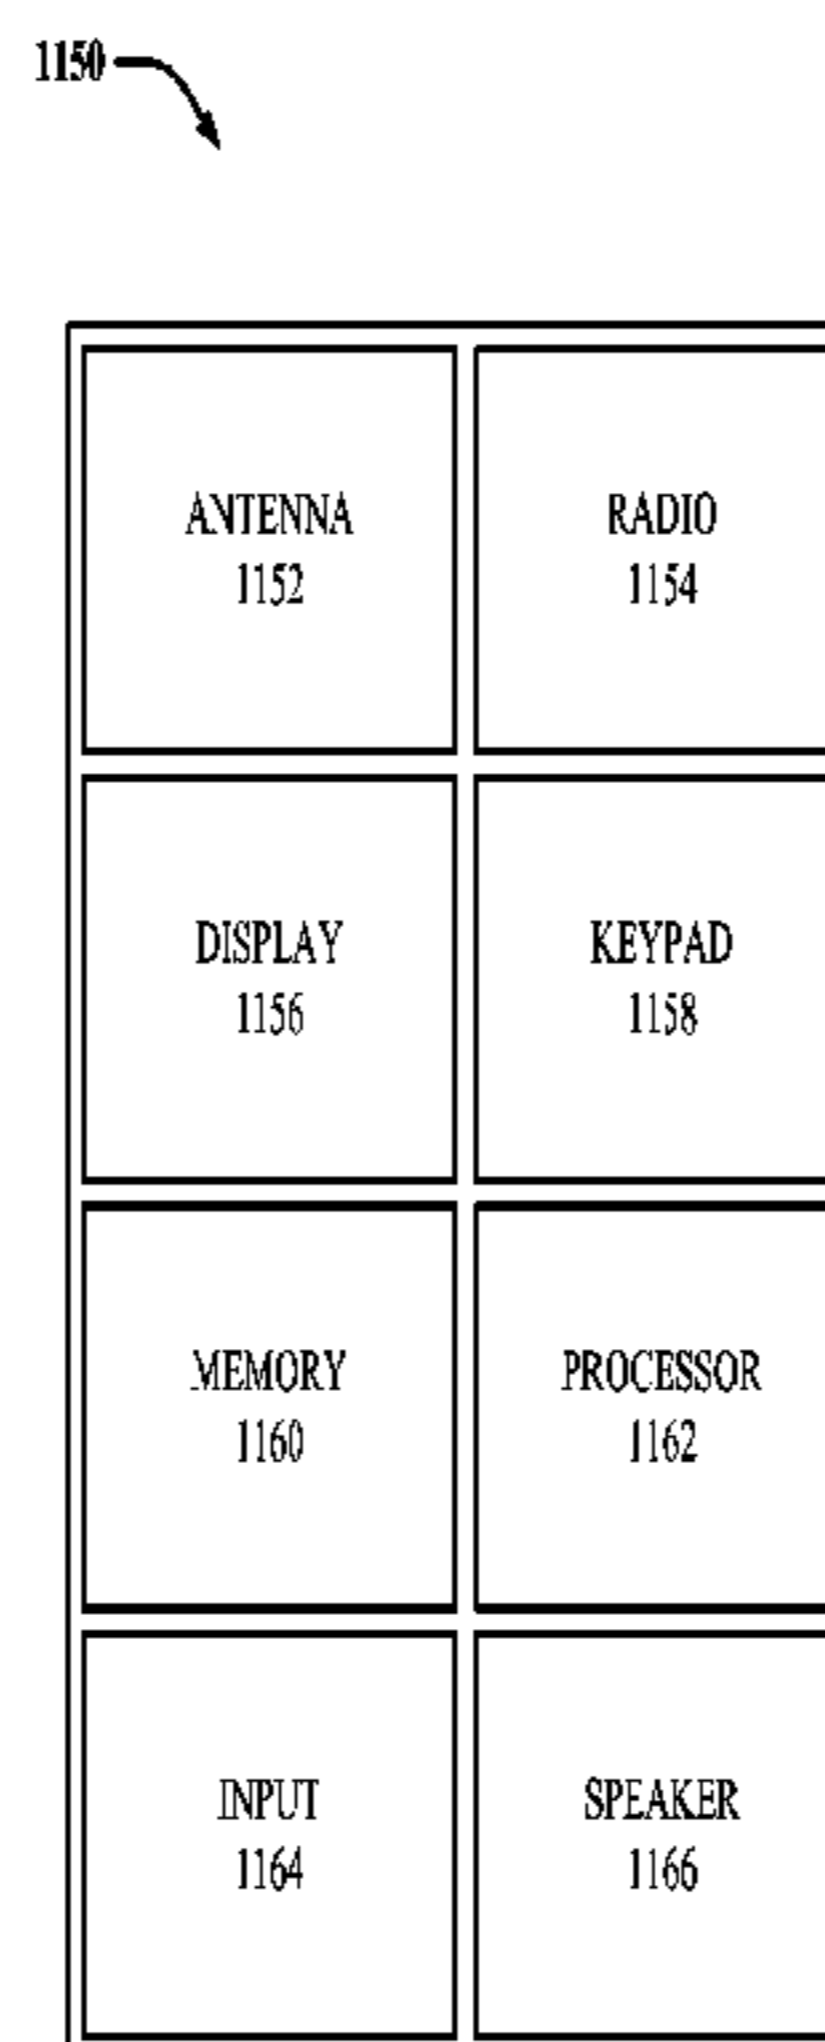 1150
ANTENNA
1152
RADIO
1154
DISPLAY
1156
KEYPAD
1158
MEMORY
1160
PROCESSOR
1162
INPUT
1164
SPEAKER
1166